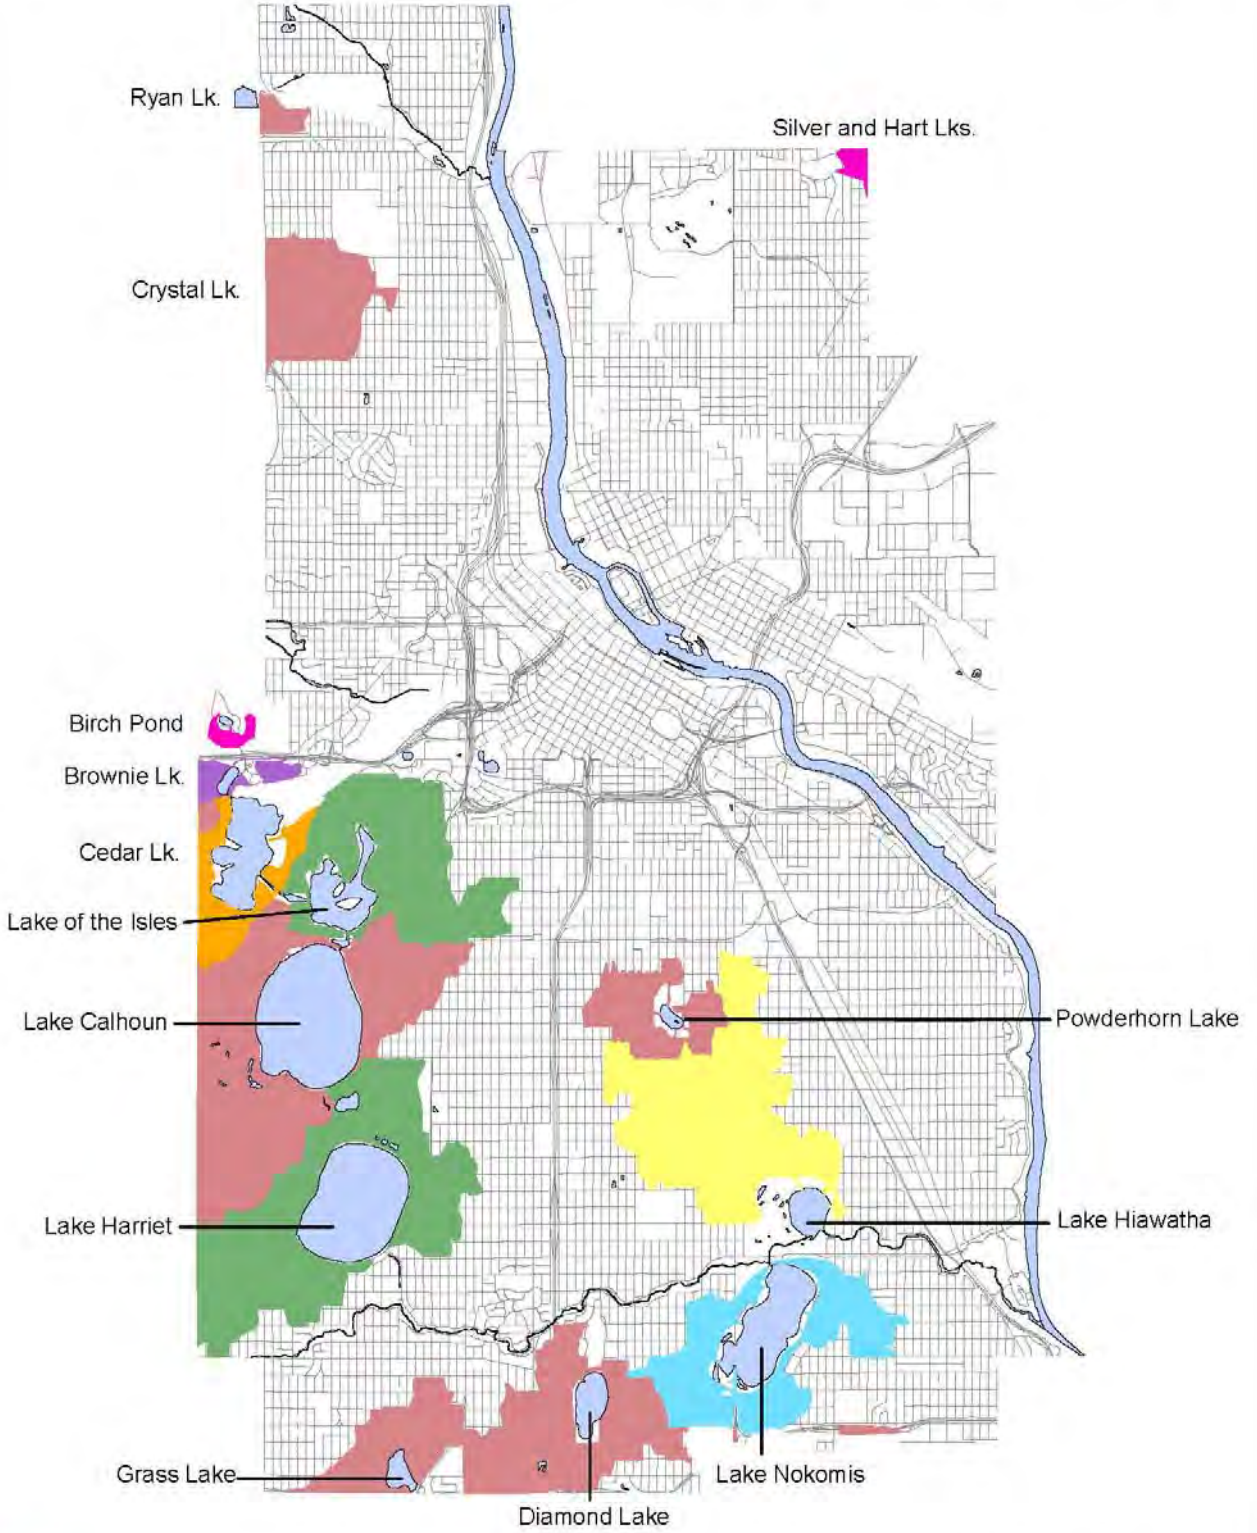 Ryan Lk.
Silver and Hart Lks.
Crystal Lk.
Birch Pond
Brownie Lk.
Cedar Lk.
Lake of the Isles
Lake Calhoun
Powderhorn Lake
Lake Harriet
Lake Hiawatha
Grass Lake
Lake Nokomis
Diamond Lake